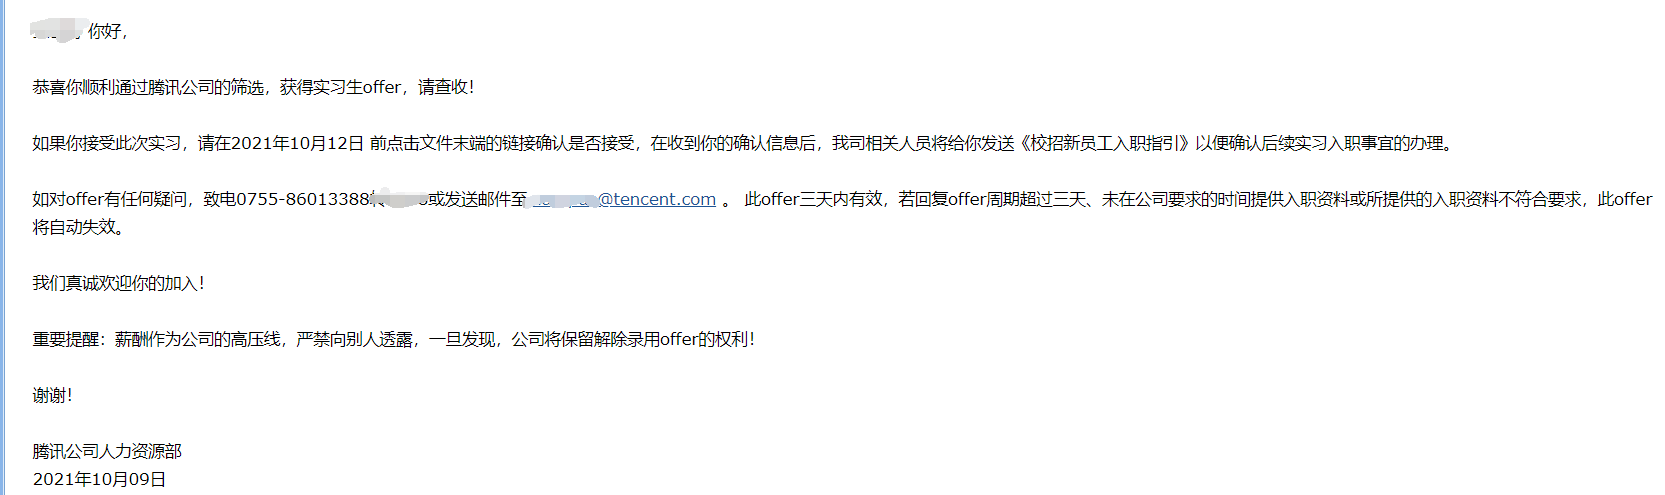 你好，
恭喜你顺利通过腾讯公司的筛选，获得实习生offer，请查收！
如果你接受此次实习，请在2021年10月12日 前点击文件末端的链接确认是否接受，在收到你的确认信息后，我司相关人员将给你发送《校招新员工入职指引》以便确认后续实习入职事宜的办理。
如对offer有任何疑问，致电0755-86013388转或发送邮件至 @tencent.com 。 此offer三天内有效，若回复offer周期超过三天、未在公司要求的时间提供入职资料或所提供的入职资料不符合要求，此offer
将自动失效。
我们真诚欢迎你的加入！
重要提醒：薪酬作为公司的高压线，严禁向别人透露，一旦发现，公司将保留解除录用offer的权利！
谢谢！
腾讯公司人力资源部
2021年10月09日